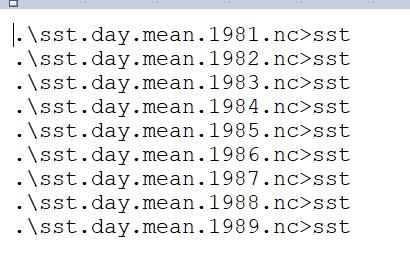 .\sst.day.mean.1981.nc>sst
.\sst.day.mean.1982.nc>sst
.\sst.day.mean.1983.nc>sst
.\sst.day.mean.1984.nc>sst
.\sst.day.mean.1985.nc>sst
.\sst.day.mean.1986.nc>sst
.\sst.day.mean.1987.nc>sst
.\sst.day.mean.1988.nc>sst
.\sst.day.mean.1989.nc>sst